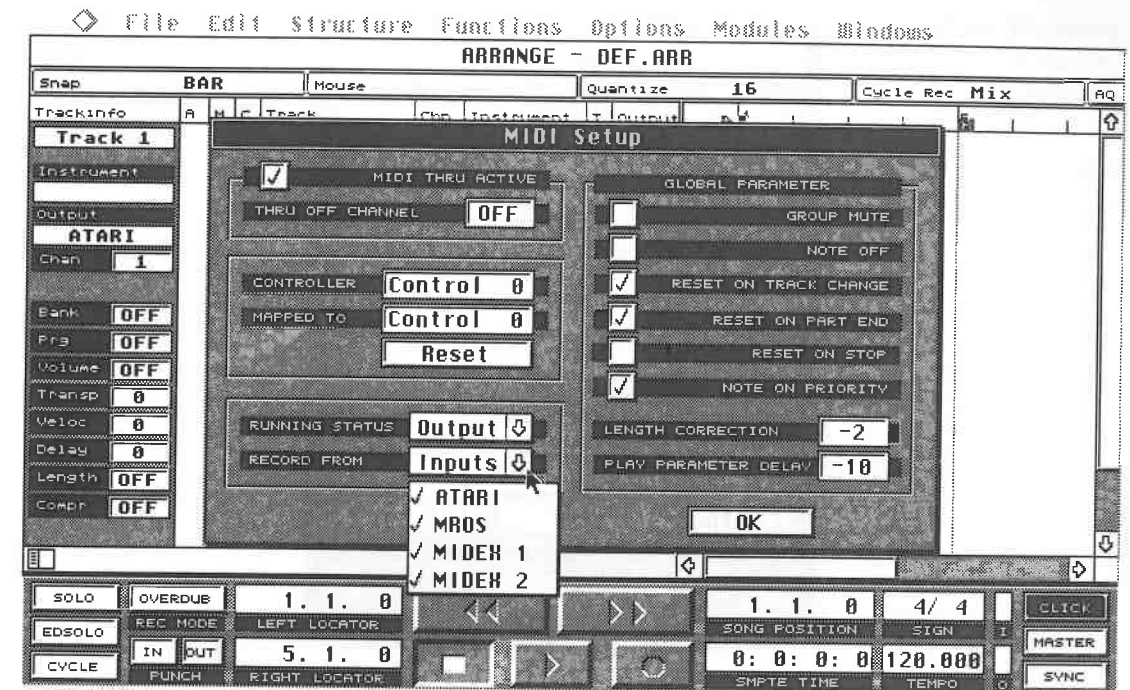 File Edit Structure Functions Options Modules Windows
ARRANGE - DEF.ARR
Snap BAR Mouse Quantize 16 Cycle Rec Mix AQ
TrackInfo A M C Track Chn Instrument T Output
Track 1
Instrument
Output
ATARI
Chan 1
Bank OFF
Prg OFF
Volume OFF
Transp 0
Veloc 0
Delay 0
Length OFF
Compr OFF
MIDI Setup
MIDI THRU ACTIVE
THRU OFF CHANNEL OFF
CONTROLLER Control 0
MAPPED TO Control 0
Reset
RUNNING STATUS Output
RECORD FROM Inputs
ATARI
MROS
MIDEX 1
MIDEX 2
GLOBAL PARAMETER
GROUP MUTE
NOTE OFF
RESET ON TRACK CHANGE
RESET ON PART END
RESET ON STOP
NOTE ON PRIORITY
LENGTH CORRECTION -2
PLAY PARAMETER DELAY -10
OK
SOLO OVERDUB 1. 1. 0 << >> 1. 1. 0 4/ 4 CLICK
REC MODE LEFT LOCATOR SONG POSITION SIGN I
EDSOLO MASTER
IN OUT 5. 1. 0 0: 0: 0: 0 120.000
CYCLE PUNCH RIGHT LOCATOR SMPTE TIME TEMPO O SYNC